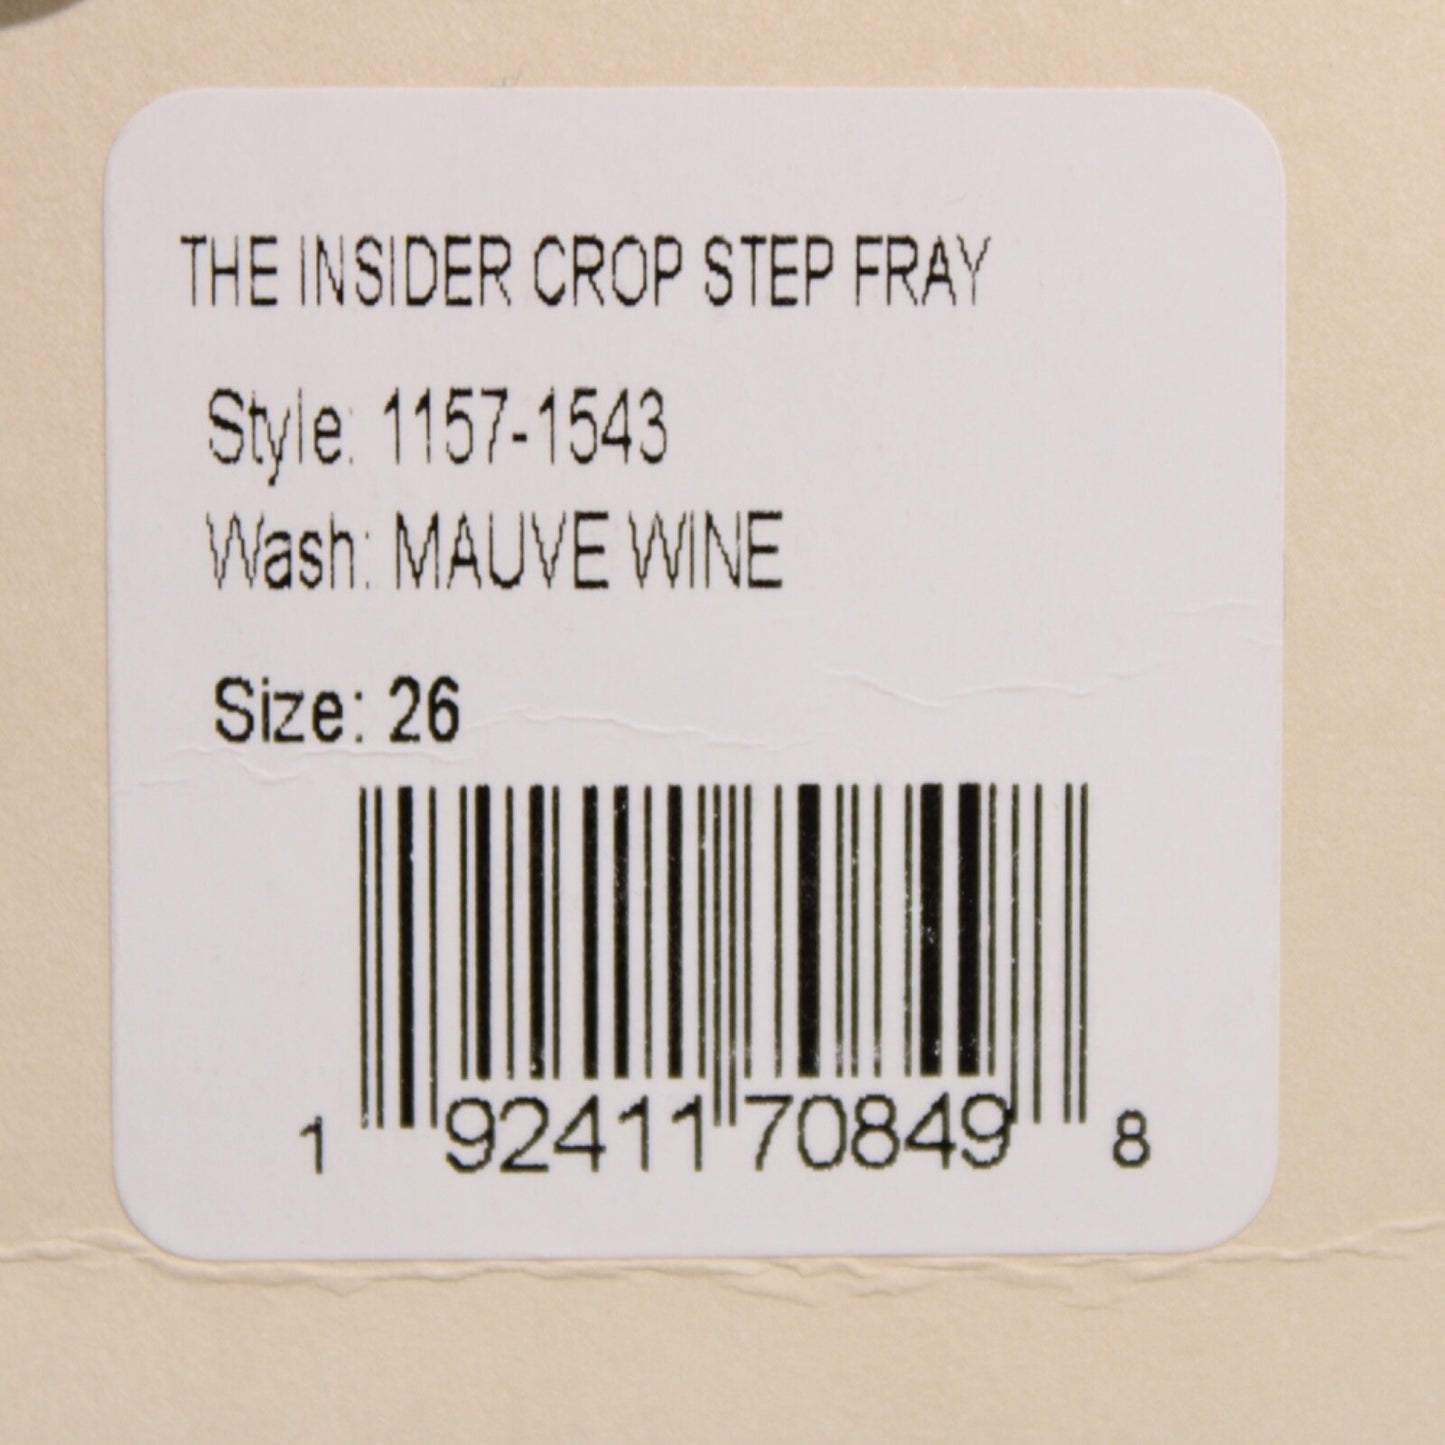 THE INSIDER CROP STEP FRAY
Style: 1157-1543
Wash: MAUVE WINE
Size: 26
1 92411 70849 8